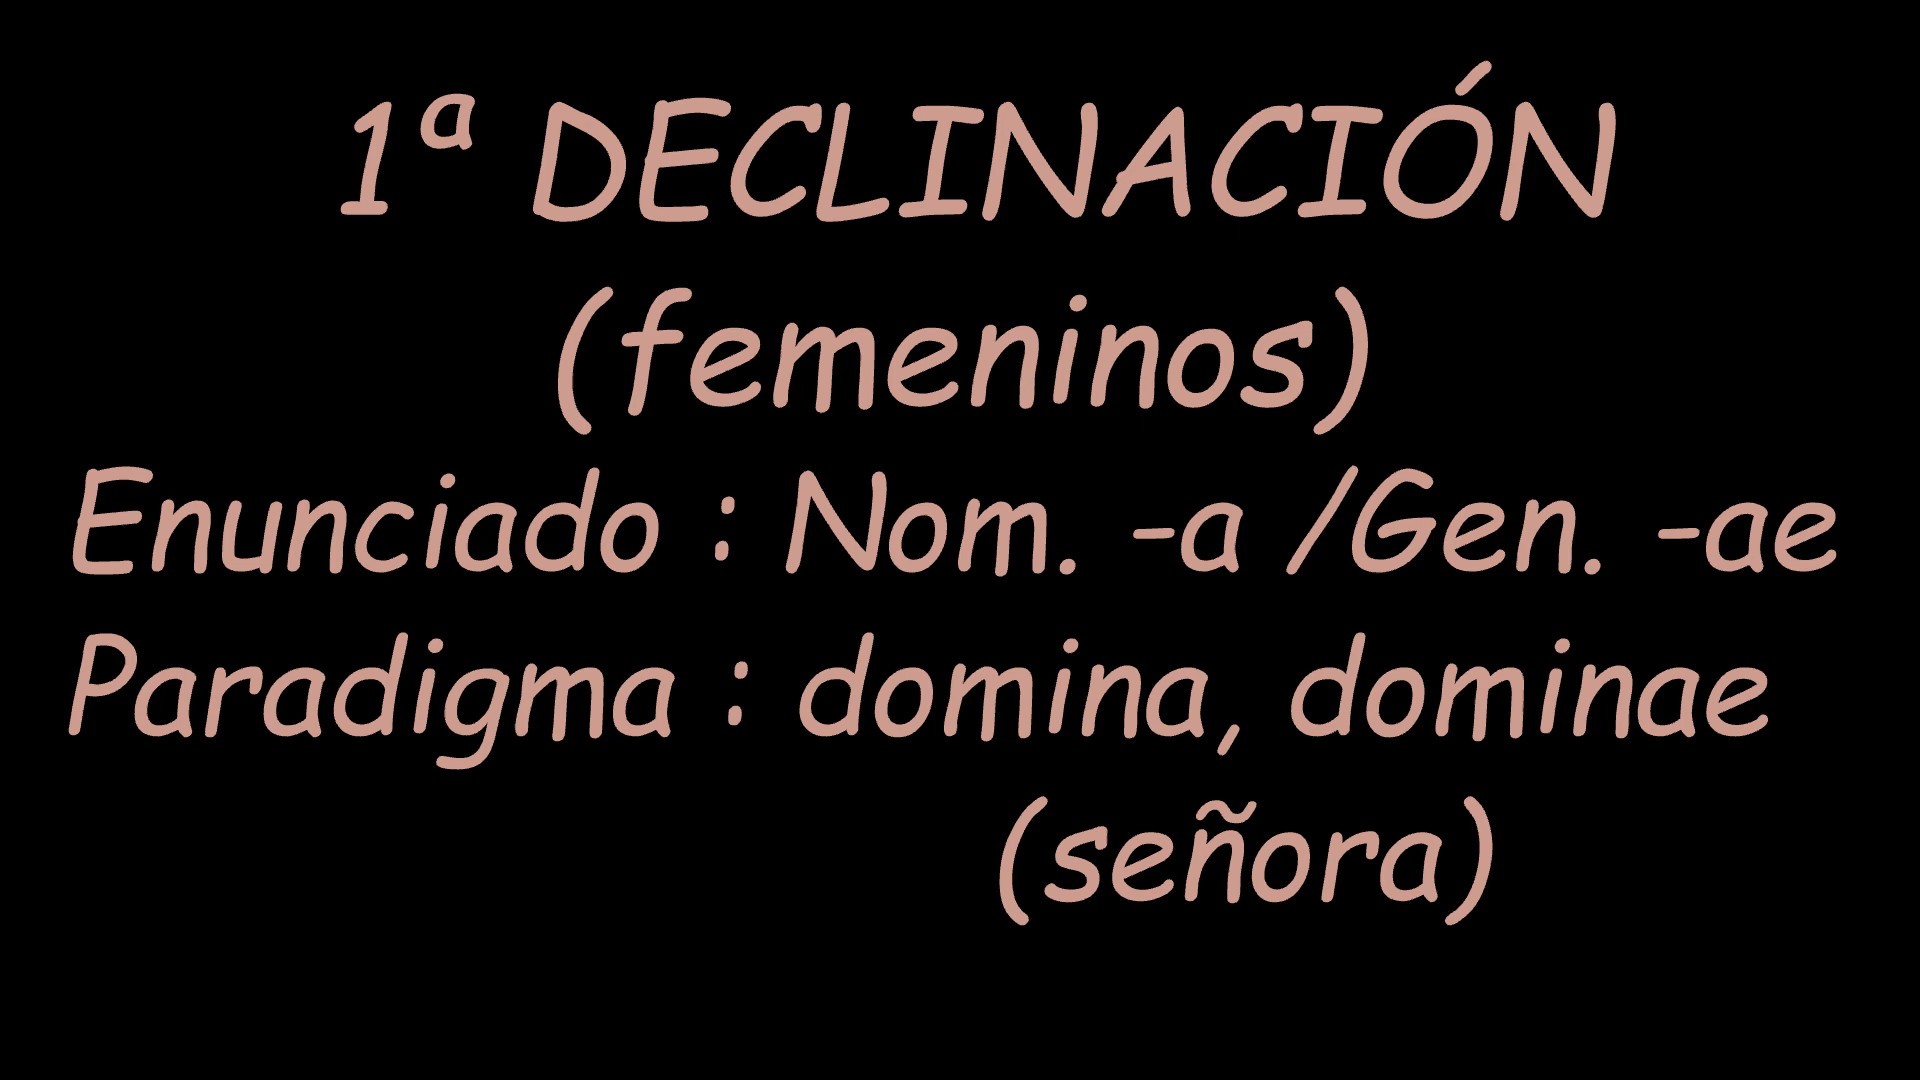 1ª DECLINACIÓN
(femeninos)
Enunciado : Nom. -a /Gen. -ae
Paradigma : domina, dominae
(señora)